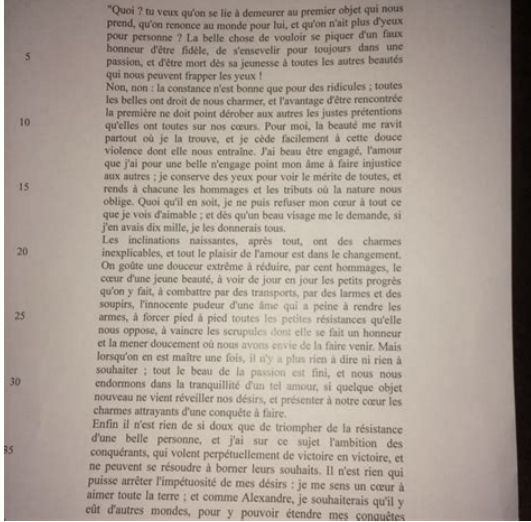 "Quoi ? tu veux qu'on se lie à demeurer au premier objet qui nous
prend, qu'on renonce au monde pour lui, et qu'on n'ait plus d'yeux
pour personne ? La belle chose de vouloir se piquer d'un faux
honneur d'être fidèle, de s'ensevelir pour toujours dans une
5 passion, et d'être mort dès sa jeunesse à toutes les autres beautés
qui nous peuvent frapper les yeux !
Non, non : la constance n'est bonne que pour des ridicules ; toutes
les belles ont droit de nous charmer, et l'avantage d'être rencontrée
la première ne doit point dérober aux autres les justes prétentions
10 qu'elles ont toutes sur nos cœurs. Pour moi, la beauté me ravit
partout où je la trouve, et je cède facilement à cette douce
violence dont elle nous entraîne. J'ai beau être engagé, l'amour
que j'ai pour une belle n'engage point mon âme à faire injustice
aux autres ; je conserve des yeux pour voir le mérite de toutes, et
15 rends à chacune les hommages et les tributs où la nature nous
oblige. Quoi qu'il en soit, je ne puis refuser mon cœur à tout ce
que je vois d'aimable ; et dès qu'un beau visage me le demande, si
j'en avais dix mille, je les donnerais tous.
Les inclinations naissantes, après tout, ont des charmes
20 inexplicables, et tout le plaisir de l'amour est dans le changement.
On goûte une douceur extrême à réduire, par cent hommages, le
cœur d'une jeune beauté, à voir de jour en jour les petits progrès
qu'on y fait, à combattre par des transports, par des larmes et des
soupirs, l'innocente pudeur d'une âme qui a peine à rendre les
25 armes, à forcer pied à pied toutes les petites résistances qu'elle
nous oppose, à vaincre les scrupules dont elle se fait un honneur
et la mener doucement où nous avons envie de la faire venir. Mais
lorsqu'on en est maître une fois, il n'y a plus rien à dire ni rien à
souhaiter ; tout le beau de la passion est fini, et nous nous
30 endormons dans la tranquillité d'un tel amour, si quelque objet
nouveau ne vient réveiller nos désirs, et présenter à notre cœur les
charmes attrayants d'une conquête à faire.
Enfin il n'est rien de si doux que de triompher de la résistance
d'une belle personne, et j'ai sur ce sujet l'ambition des
35 conquérants, qui volent perpétuellement de victoire en victoire, et
ne peuvent se résoudre à borner leurs souhaits. Il n'est rien qui
puisse arrêter l'impétuosité de mes désirs : je me sens un cœur à
aimer toute la terre ; et comme Alexandre, je souhaiterais qu'il y
eût d'autres mondes, pour y pouvoir étendre mes conquêtes